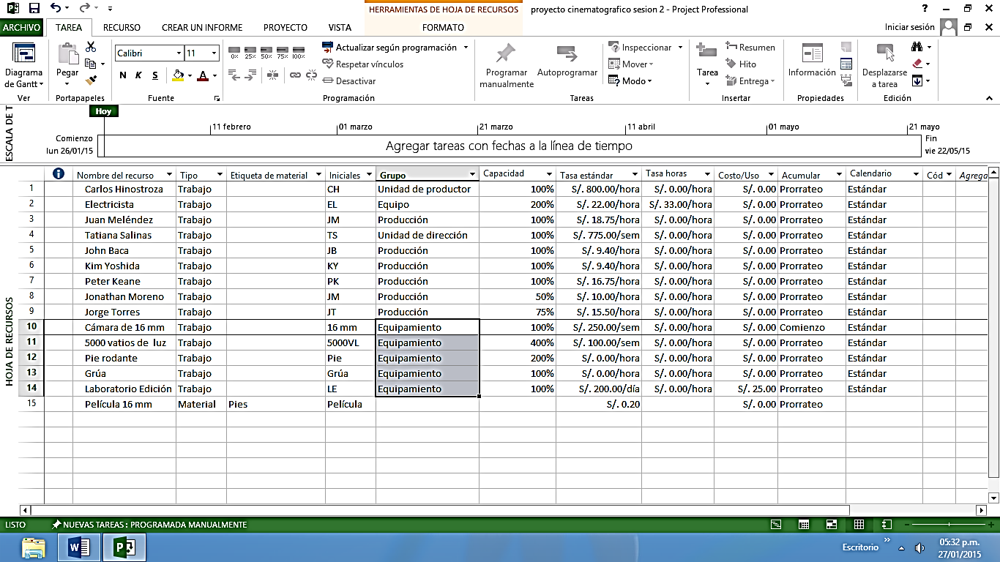 HERRAMIENTAS DE HOJA DE RECURSOS proyecto cinematografico sesion 2 - Project Professional ?
ARCHIVO TAREA RECURSO CREAR UN INFORME PROYECTO VISTA FORMATO Iniciar sesión
Diagrama de Gantt
Ver
Pegar
Portapapeles
Calibri 11
N K S A
Fuente
0% 25% 50% 75% 100%
Actualizar según programación
Respetar vínculos
Desactivar
Programación
Programar manualmente
Autoprogramar
Inspeccionar
Mover
Modo
Tareas
Tarea
Resumen
Hito
Entrega
Insertar
Información
Propiedades
Desplazarse a tarea
Edición
ESCALA DE T
Hoy
11 febrero 01 marzo 21 marzo 11 abril 01 mayo 21 mayo
Comienzo
lun 26/01/15
Agregar tareas con fechas a la línea de tiempo
Fin
vie 22/05/15
HOJA DE RECURSOS
Nombre del recurso Tipo Etiqueta de material Iniciales Grupo Capacidad Tasa estándar Tasa horas Costo/Uso Acumular Calendario Cód Agrega
1 Carlos Hinostroza Trabajo CH Unidad de productor 100% S/. 800.00/hora S/. 0.00/hora S/. 0.00 Prorrateo Estándar
2 Electricista Trabajo EL Equipo 200% S/. 22.00/hora S/. 33.00/hora S/. 0.00 Prorrateo Estándar
3 Juan Meléndez Trabajo JM Producción 100% S/. 18.75/hora S/. 0.00/hora S/. 0.00 Prorrateo Estándar
4 Tatiana Salinas Trabajo TS Unidad de dirección 100% S/. 775.00/sem S/. 0.00/hora S/. 0.00 Prorrateo Estándar
5 John Baca Trabajo JB Producción 100% S/. 9.40/hora S/. 0.00/hora S/. 0.00 Prorrateo Estándar
6 Kim Yoshida Trabajo KY Producción 100% S/. 9.40/hora S/. 0.00/hora S/. 0.00 Prorrateo Estándar
7 Peter Keane Trabajo PK Producción 100% S/. 16.75/hora S/. 0.00/hora S/. 0.00 Prorrateo Estándar
8 Jonathan Moreno Trabajo JM Producción 50% S/. 10.00/hora S/. 0.00/hora S/. 0.00 Prorrateo Estándar
9 Jorge Torres Trabajo JT Producción 75% S/. 15.50/hora S/. 0.00/hora S/. 0.00 Prorrateo Estándar
10 Cámara de 16 mm Trabajo 16 mm Equipamiento 100% S/. 250.00/sem S/. 0.00/hora S/. 0.00 Comienzo Estándar
11 5000 vatios de luz Trabajo 5000VL Equipamiento 400% S/. 100.00/sem S/. 0.00/hora S/. 0.00 Prorrateo Estándar
12 Pie rodante Trabajo Pie Equipamiento 200% S/. 0.00/hora S/. 0.00/hora S/. 0.00 Prorrateo Estándar
13 Grúa Trabajo Grúa Equipamiento 100% S/. 0.00/hora S/. 0.00/hora S/. 0.00 Prorrateo Estándar
14 Laboratorio Edición Trabajo LE Equipamiento 100% S/. 200.00/día S/. 0.00/hora S/. 25.00 Prorrateo Estándar
15 Película 16 mm Material Pies Película S/. 0.20 S/. 0.00 Prorrateo
LISTO NUEVAS TAREAS : PROGRAMADA MANUALMENTE
Escritorio
05:32 p.m.
27/01/2015